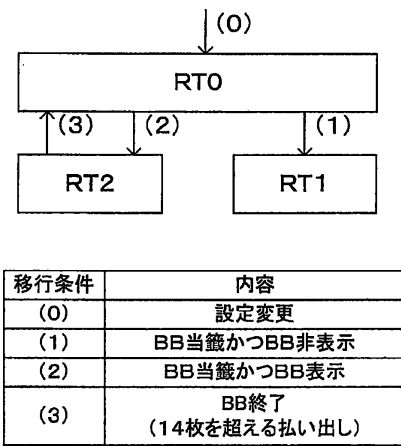 (0)
RT0
(3)
(2)
(1)
RT2
RT1
移行条件
内容
(0)
設定変更
(1)
BB当籤かつBB非表示
(2)
BB当籤かつBB表示
(3)
BB終了
(14枚を超える払い出し)